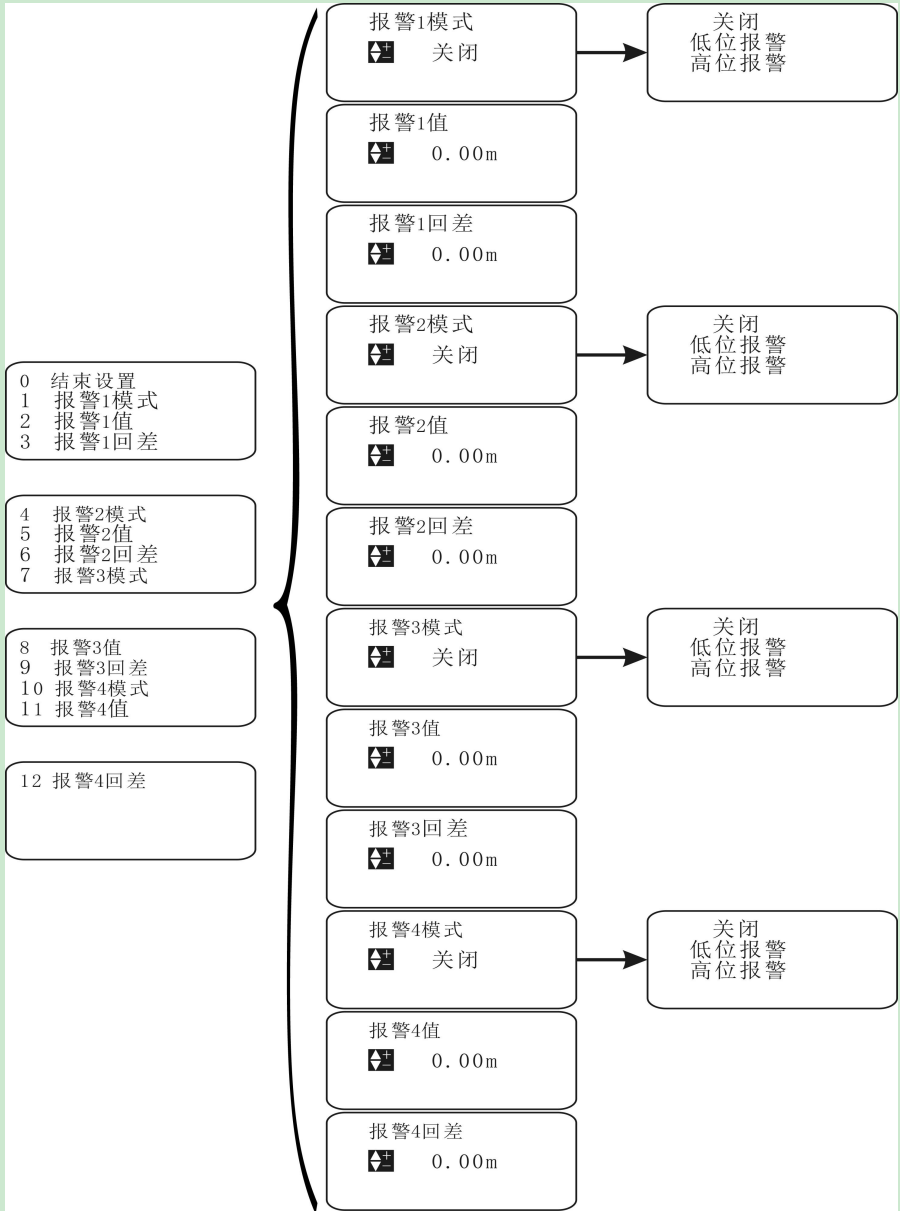 0 结束设置
1 报警1模式
2 报警1值
3 报警1回差
4 报警2模式
5 报警2值
6 报警2回差
7 报警3模式
8 报警3值
9 报警3回差
10 报警4模式
11 报警4值
12 报警4回差
报警1模式
关闭
关闭
低位报警
高位报警
报警1值
0.00m
报警1回差
0.00m
报警2模式
关闭
关闭
低位报警
高位报警
报警2值
0.00m
报警2回差
0.00m
报警3模式
关闭
关闭
低位报警
高位报警
报警3值
0.00m
报警3回差
0.00m
报警4模式
关闭
关闭
低位报警
高位报警
报警4值
0.00m
报警4回差
0.00m